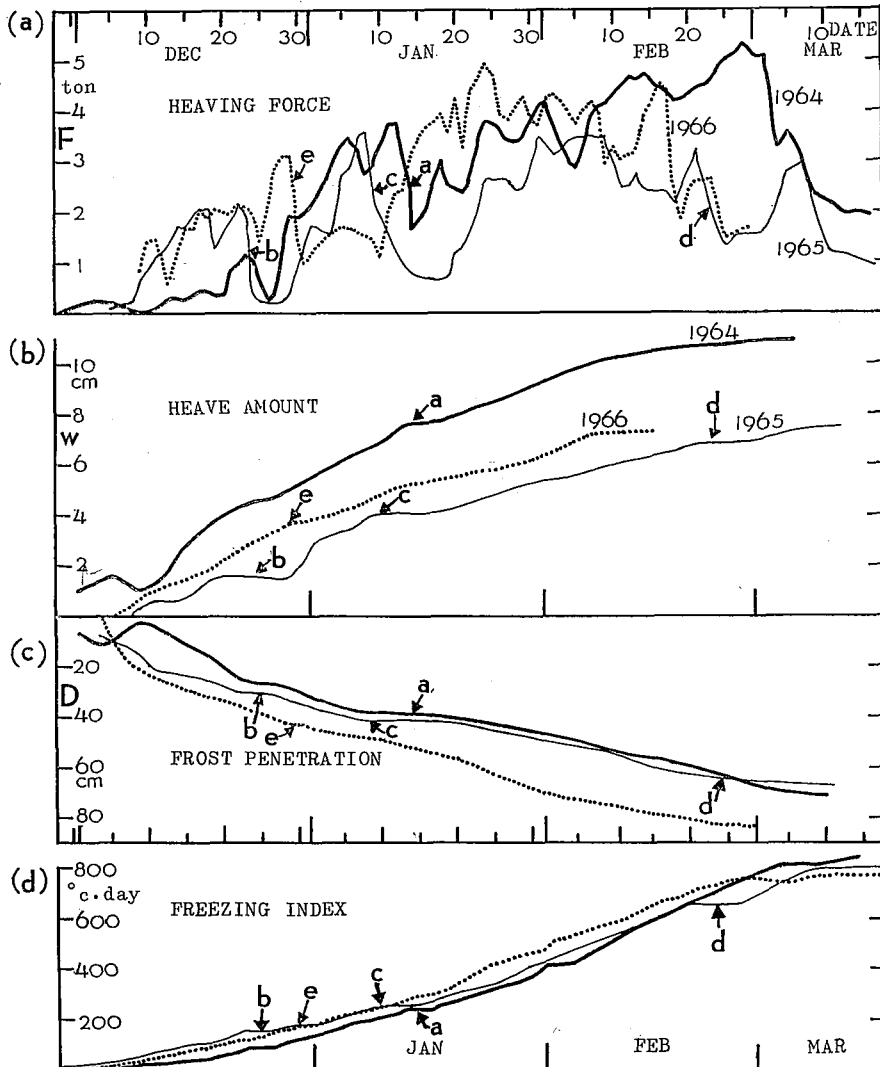 (a)
10 20 30 10 20 30 10 20 10 DATE
DEC JAN FEB MAR
5
ton
4
F
3
2
1
HEAVING FORCE
1964
1966
1965
e
c
a
b
d
(b)
10
cm
8
W
6
4
2
HEAVE AMOUNT
1964
1966
1965
a
d
e
c
b
(c)
20
D
40
60
cm
80
FROST PENETRATION
a
b
e
c
d
(d)
800
°c.day
600
400
200
FREEZING INDEX
b
e
c
a
d
JAN FEB MAR